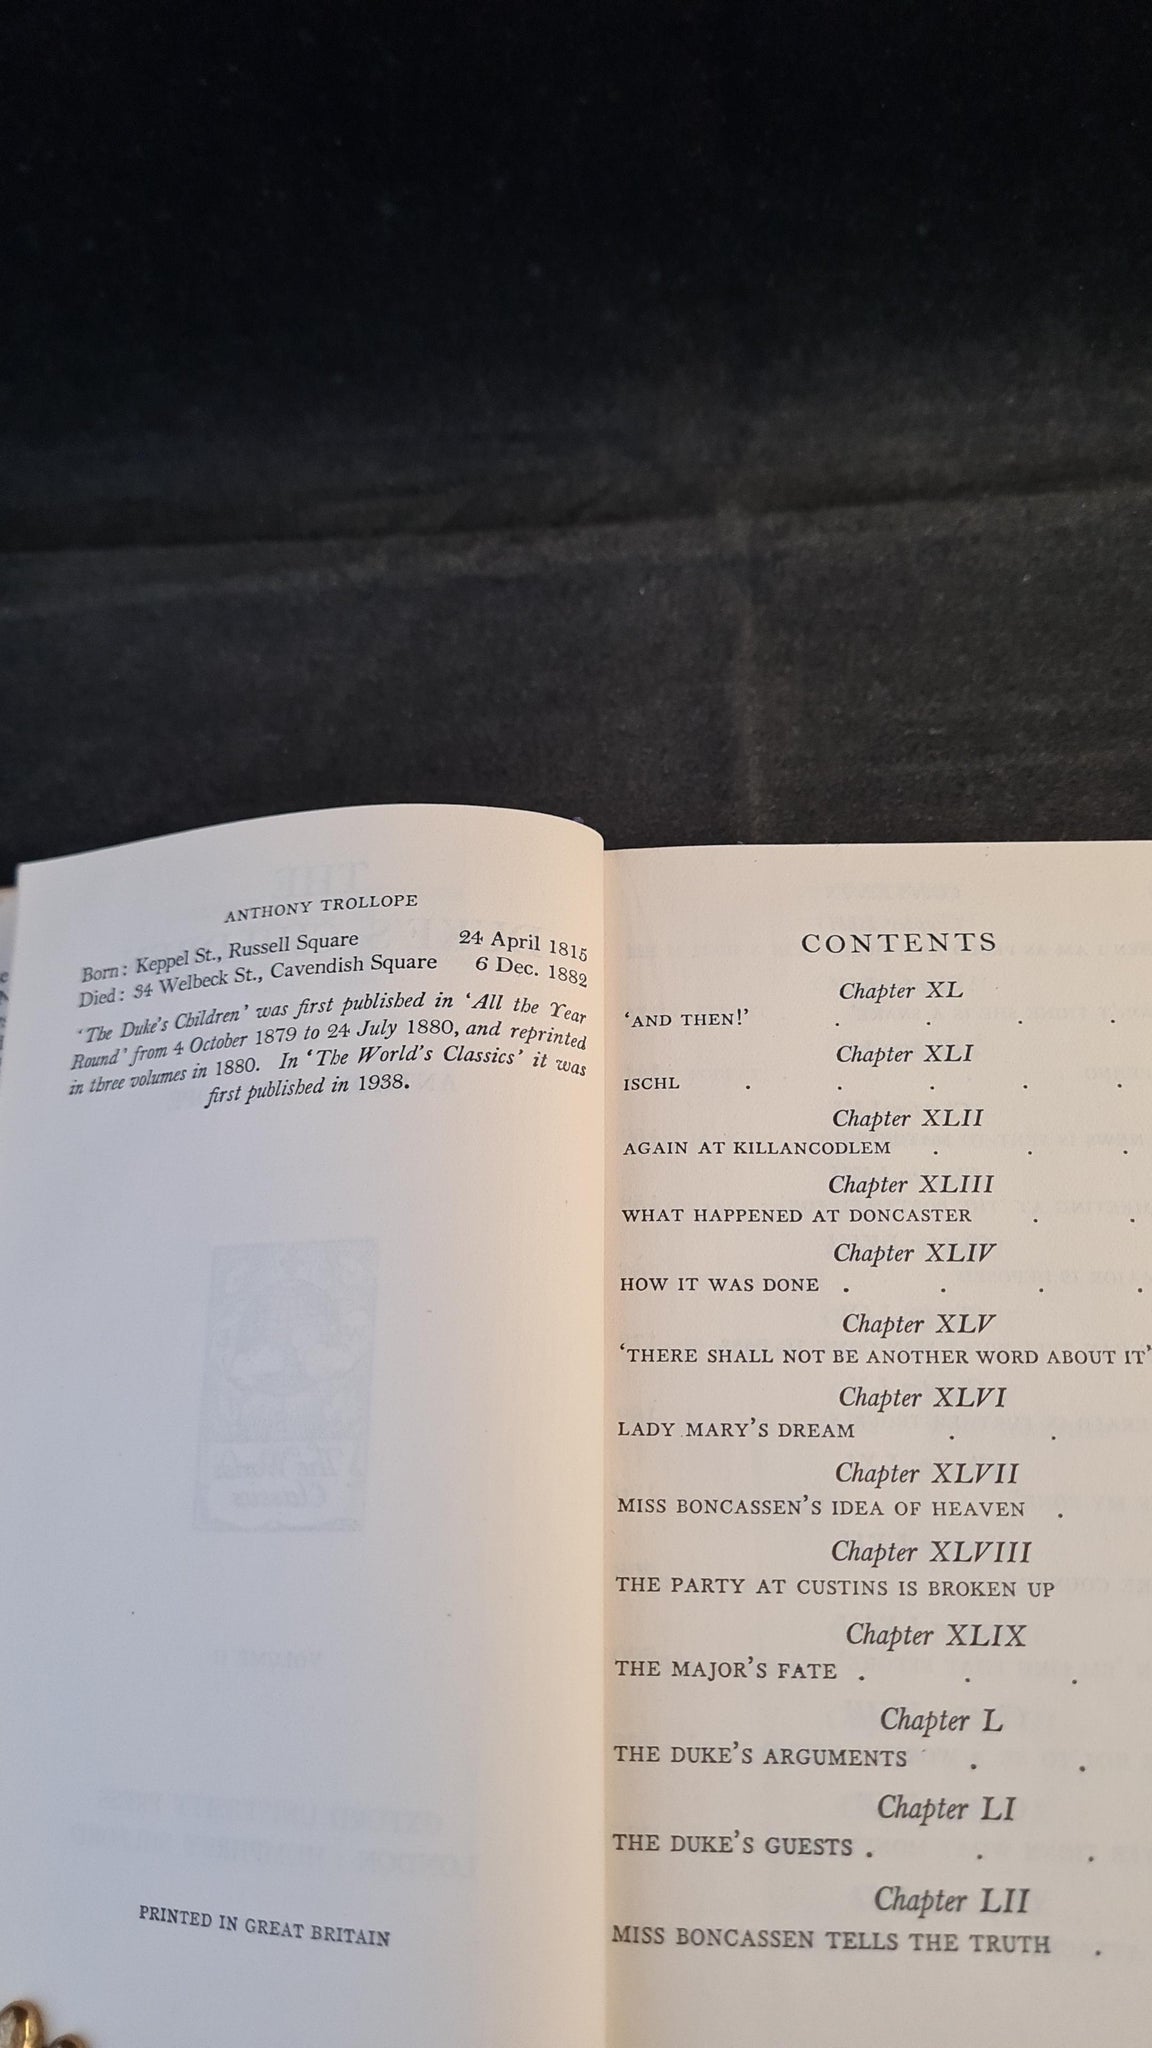 ANTHONY TROLLOPE
Born: Keppel St., Russell Square 24 April 1815
Died: 34 Welbeck St., Cavendish Square 6 Dec. 1882
'The Duke's Children' was first published in 'All the Year
Round' from 4 October 1879 to 24 July 1880, and reprinted
in three volumes in 1880. In 'The World's Classics' it was
first published in 1938.
PRINTED IN GREAT BRITAIN
CONTENTS
Chapter XL
'AND THEN!' . . . .
Chapter XLI
ISCHL . . . . .
Chapter XLII
AGAIN AT KILLANCODLEM . . .
Chapter XLIII
WHAT HAPPENED AT DONCASTER . .
Chapter XLIV
HOW IT WAS DONE . . . .
Chapter XLV
'THERE SHALL NOT BE ANOTHER WORD ABOUT IT'
Chapter XLVI
LADY MARY'S DREAM . .
Chapter XLVII
MISS BONCASSEN'S IDEA OF HEAVEN .
Chapter XLVIII
THE PARTY AT CUSTINS IS BROKEN UP
Chapter XLIX
THE MAJOR'S FATE . . .
Chapter L
THE DUKE'S ARGUMENTS . .
Chapter LI
THE DUKE'S GUESTS . . .
Chapter LII
MISS BONCASSEN TELLS THE TRUTH .